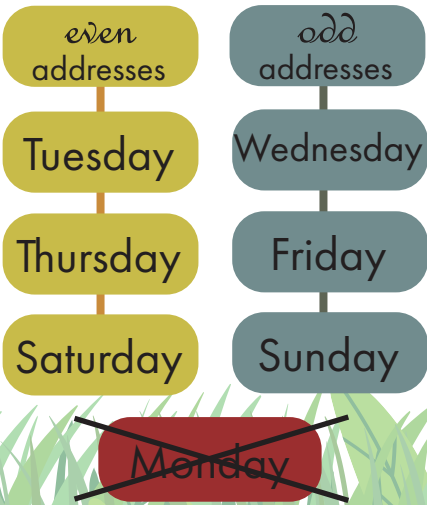 even
addresses
Tuesday
Thursday
Saturday
odd
addresses
Wednesday
Friday
Sunday
Monday